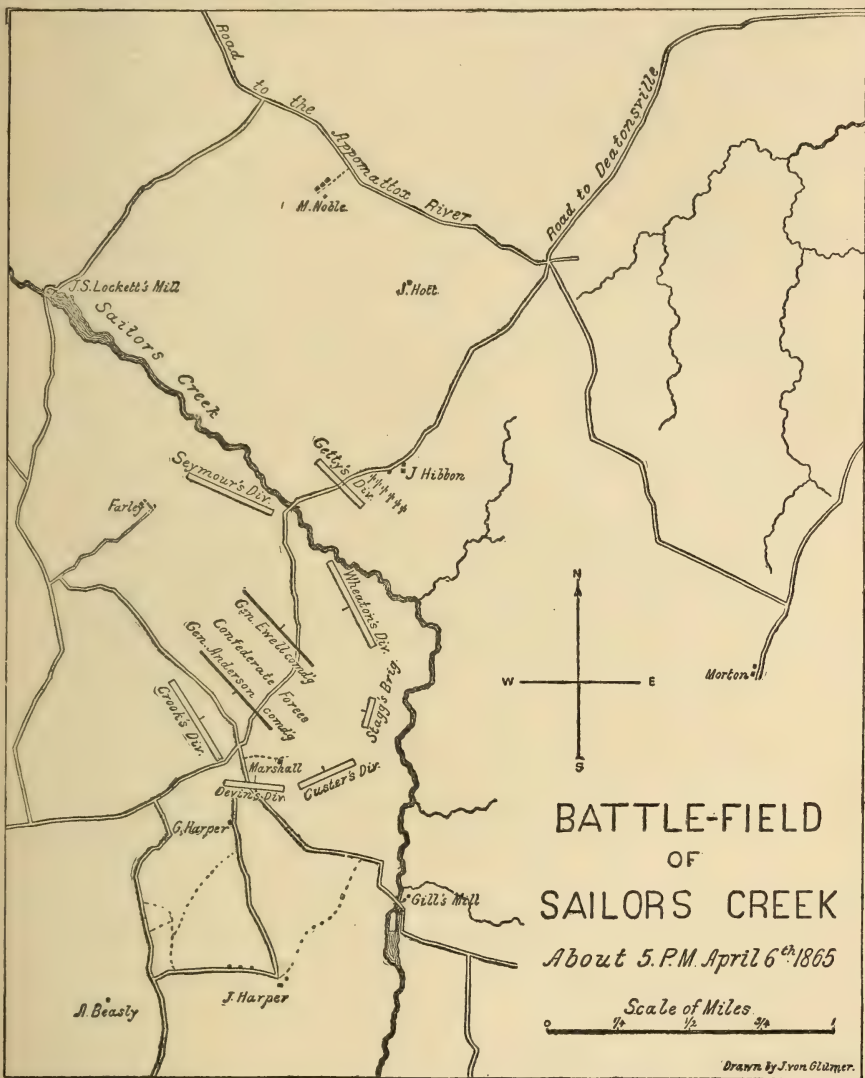 Road to the Appomattox River
Road to Deatonsville
M. Noble
J. Hott
J.S. Lockett's Mill
Sailors Creek
Getty's Div.
J Hibbon
Seymour's Div.
Farley
Wheaton's Div.
Gen. Ewell comd'g
Confederate Forces
Gen. Anderson comd'g
Stagg's Brig.
Crook's Div.
Marshall
Devin's Div.
Custer's Div.
G. Harper
Gill's Mill
J. Harper
A. Beasly
Morton
N
W
E
S
BATTLE-FIELD
OF
SAILORS CREEK
About 5. P.M. April 6th 1865
Scale of Miles
0 1/4 1/2 3/4 1
Drawn by J. von Glümer.